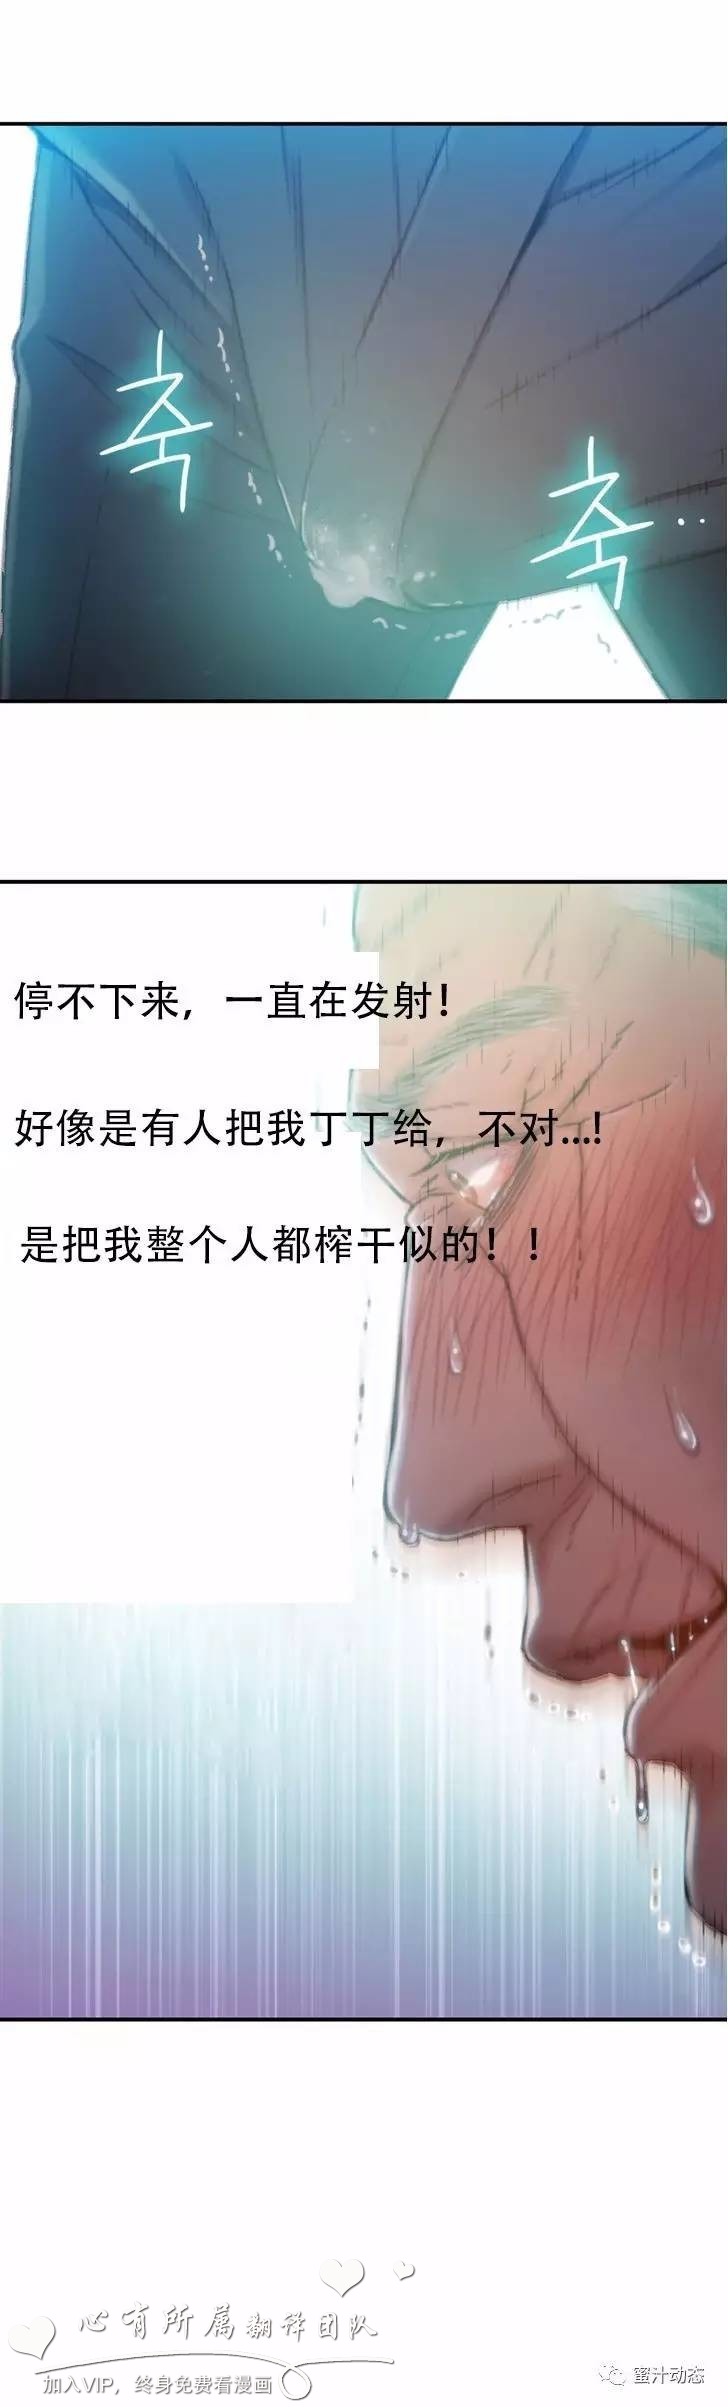 축
축..
停不下来，一直在发射！
好像是有人把我丁丁给，不对...!
是把我整个人都榨干似的！！
心有所属翻译团队
加入VIP，终身免费看漫画
蜜汁动态